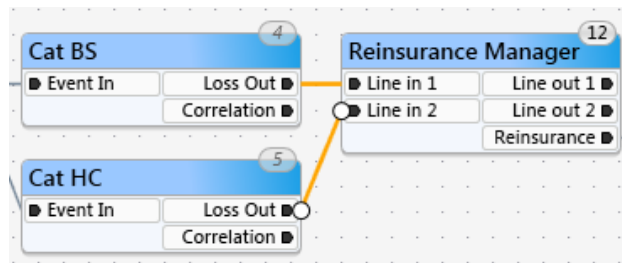 4
Cat BS
Event In
Loss Out
Correlation
12
Reinsurance Manager
Line in 1
Line out 1
Line in 2
Line out 2
Reinsurance
5
Cat HC
Event In
Loss Out
Correlation